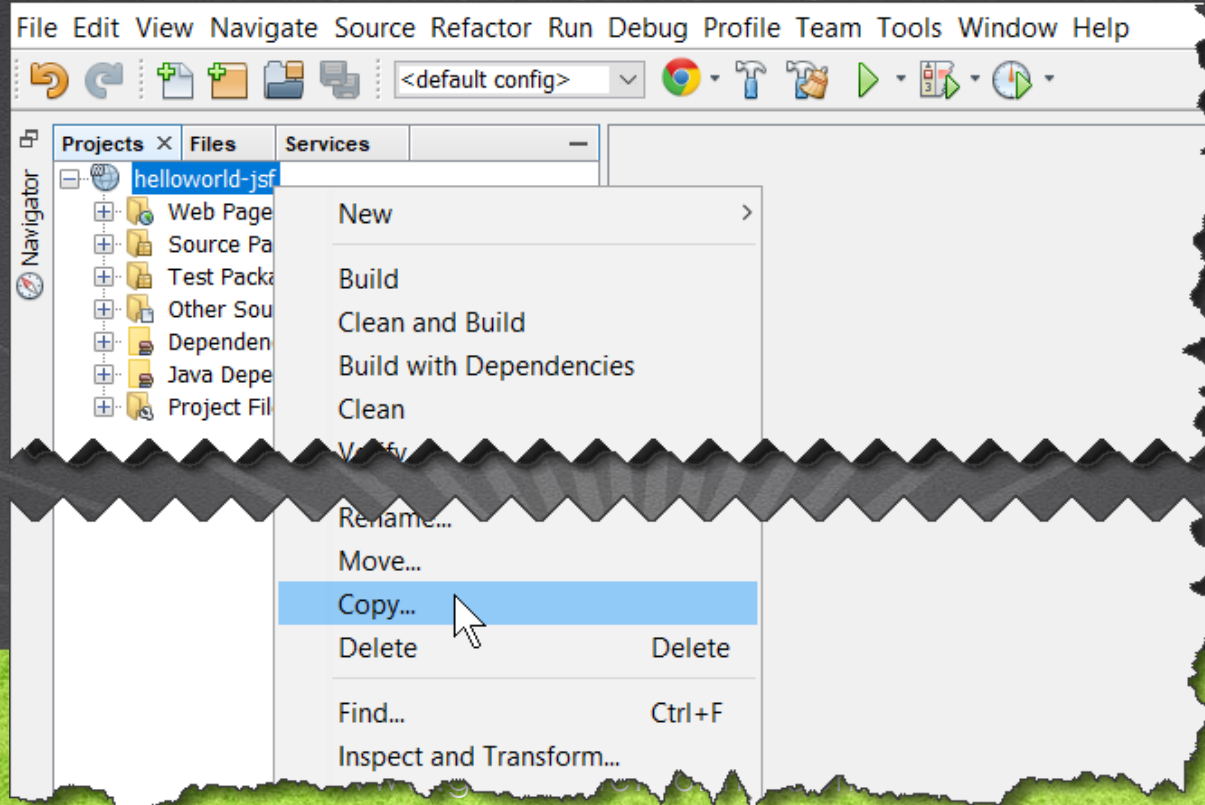 File Edit View Navigate Source Refactor Run Debug Profile Team Tools Window Help
<default config>
Projects Files Services
Navigator
helloworld-jsf
Web Page
Source Pa
Test Packa
Other Sou
Dependen
Java Depe
Project Fil
New
Build
Clean and Build
Build with Dependencies
Clean
Verify
Rename...
Move...
Copy...
Delete Delete
Find... Ctrl+F
Inspect and Transform...